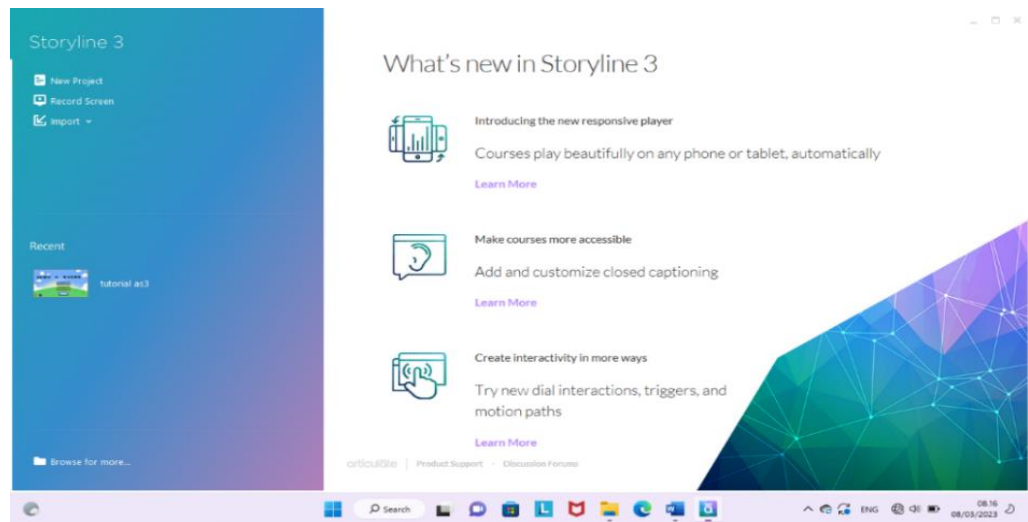 Storyline 3
New Project
Record Screen
Import
Recent
tutorial as3
Browse for more...
What's new in Storyline 3
Introducing the new responsive player
Courses play beautifully on any phone or tablet, automatically
Learn More
Make courses more accessible
Add and customize closed captioning
Learn More
Create interactivity in more ways
Try new dial interactions, triggers, and
motion paths
Learn More
articulate | Product Support - Discussion Forums
Search
L
ENG
08.16
08/03/2023